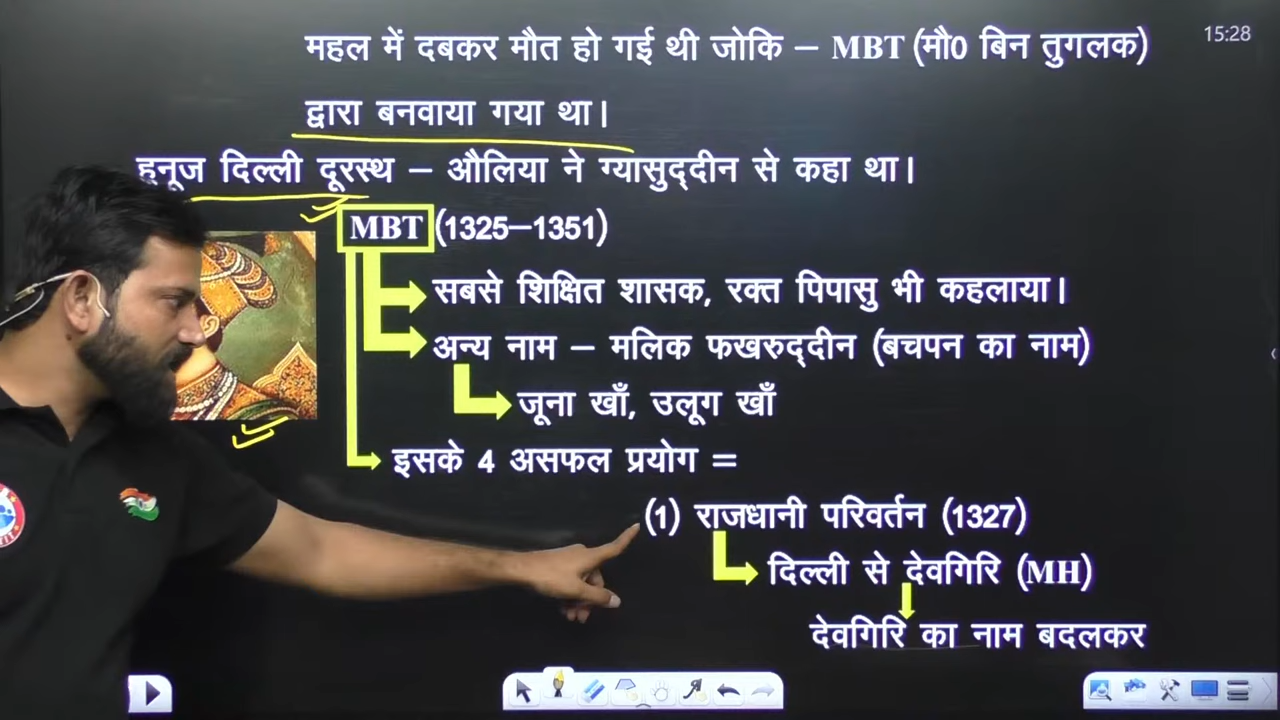 महल में दबकर मौत हो गई थी जोकि – MBT (मौ0 बिन तुगलक)
15:28
द्वारा बनवाया गया था।
हुनूज दिल्ली दूरस्थ – औलिया ने ग्यासुद्दीन से कहा था।
MBT (1325–1351)
सबसे शिक्षित शासक, रक्त पिपासु भी कहलाया।
अन्य नाम – मलिक फखरुद्दीन (बचपन का नाम)
जूना खाँ, उलूग खाँ
इसके 4 असफल प्रयोग =
(1) राजधानी परिवर्तन (1327)
दिल्ली से देवगिरि (MH)
देवगिरि का नाम बदलकर